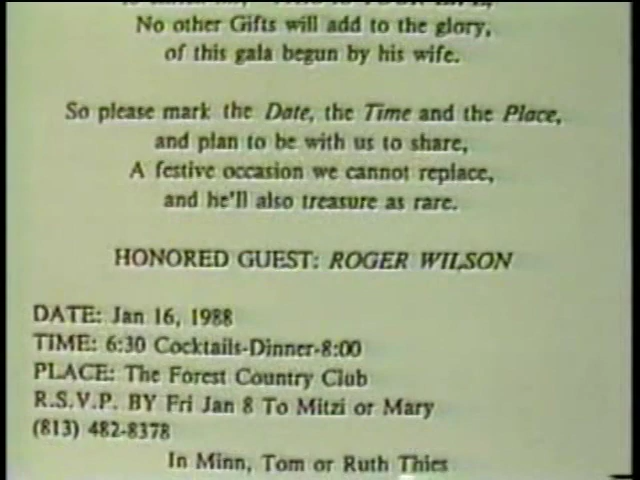 No other Gifts will add to the glory,
of this gala begun by his wife.
So please mark the Date, the Time and the Place,
and plan to be with us to share,
A festive occasion we cannot replace,
and he'll also treasure as rare.
HONORED GUEST: ROGER WILSON
DATE: Jan 16, 1988
TIME: 6:30 Cocktails-Dinner-8:00
PLACE: The Forest Country Club
R.S.V.P. BY Fri Jan 8 To Mitzi or Mary
(813) 482-8378
In Minn, Tom or Ruth Thies